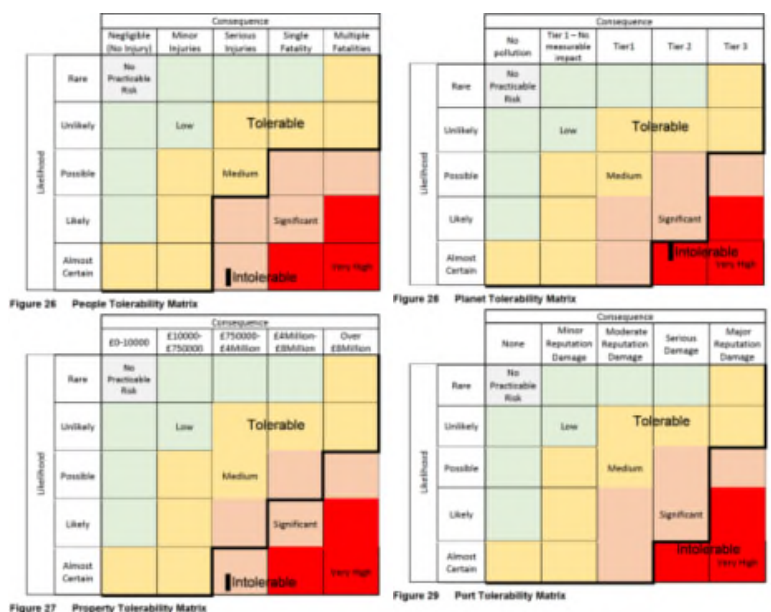 Consequence
Negligible (No Injury) Minor Injuries Serious Injuries Single Fatality Multiple Fatalities
Likelihood
Rare No Practicable Risk
Unlikely Low Tolerable
Possible Medium
Likely Significant
Almost Certain Intolerable Very High
Figure 26 People Tolerability Matrix
Consequence
No pollution Tier 1 – No measurable impact Tier1 Tier 2 Tier 3
Likelihood
Rare No Practicable Risk
Unlikely Low Tolerable
Possible Medium
Likely Significant
Almost Certain Intolerable Very High
Figure 28 Planet Tolerability Matrix
Consequence
£0-10000 £10000-£750000 £750000-£4Million £4Million-£8Million Over £8Million
Likelihood
Rare No Practicable Risk
Unlikely Low Tolerable
Possible Medium
Likely Significant
Almost Certain Intolerable Very High
Figure 27 Property Tolerability Matrix
Consequence
None Minor Reputation Damage Moderate Reputation Damage Serious Damage Major Reputation Damage
Likelihood
Rare No Practicable Risk
Unlikely Low Tolerable
Possible Medium
Likely Significant
Almost Certain Intolerable Very High
Figure 29 Port Tolerability Matrix